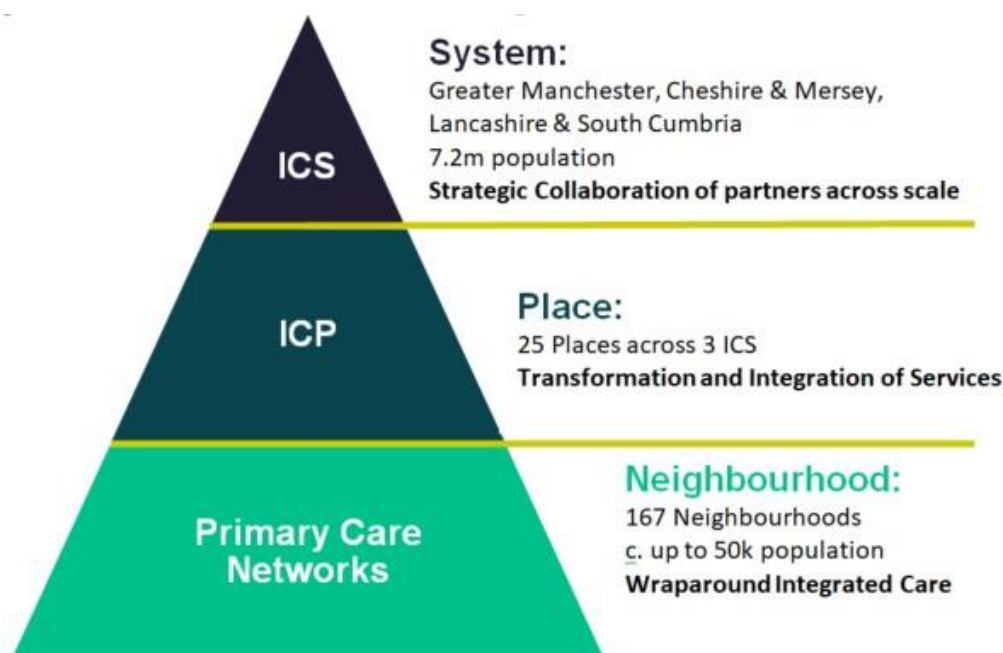 System:
Greater Manchester, Cheshire & Mersey,
Lancashire & South Cumbria
7.2m population
Strategic Collaboration of partners across scale
ICS
Place:
25 Places across 3 ICS
Transformation and Integration of Services
ICP
Neighbourhood:
167 Neighbourhoods
c. up to 50k population
Wraparound Integrated Care
Primary Care
Networks